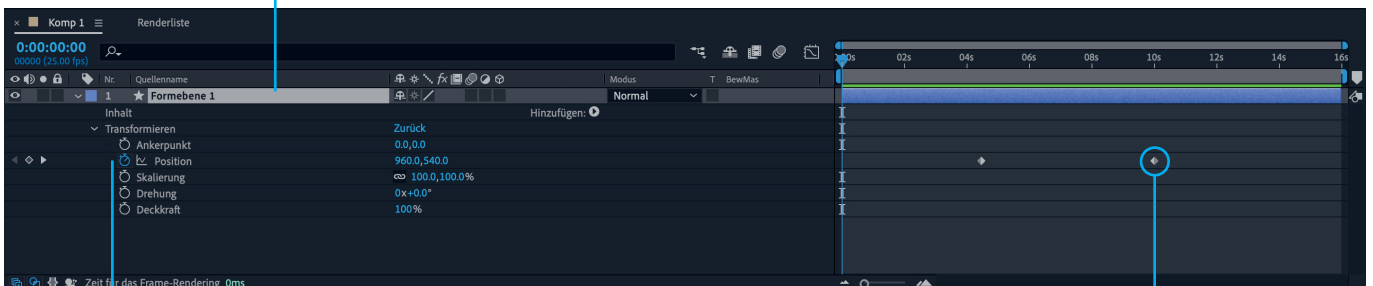 × Komp 1 ≡ Renderliste
0:00:00:00
00000 (25.00 fps)
00s 02s 04s 06s 08s 10s 12s 14s 16s
Nr. Quellenname Modus T BewMas
1 Formebene 1 Normal
Inhalt Hinzufügen:
Transformieren Zurück
Ankerpunkt 0.0,0.0
Position 960.0,540.0
Skalierung 100.0,100.0%
Drehung 0x+0.0°
Deckkraft 100%
Zeit für das Frame-Rendering 0ms